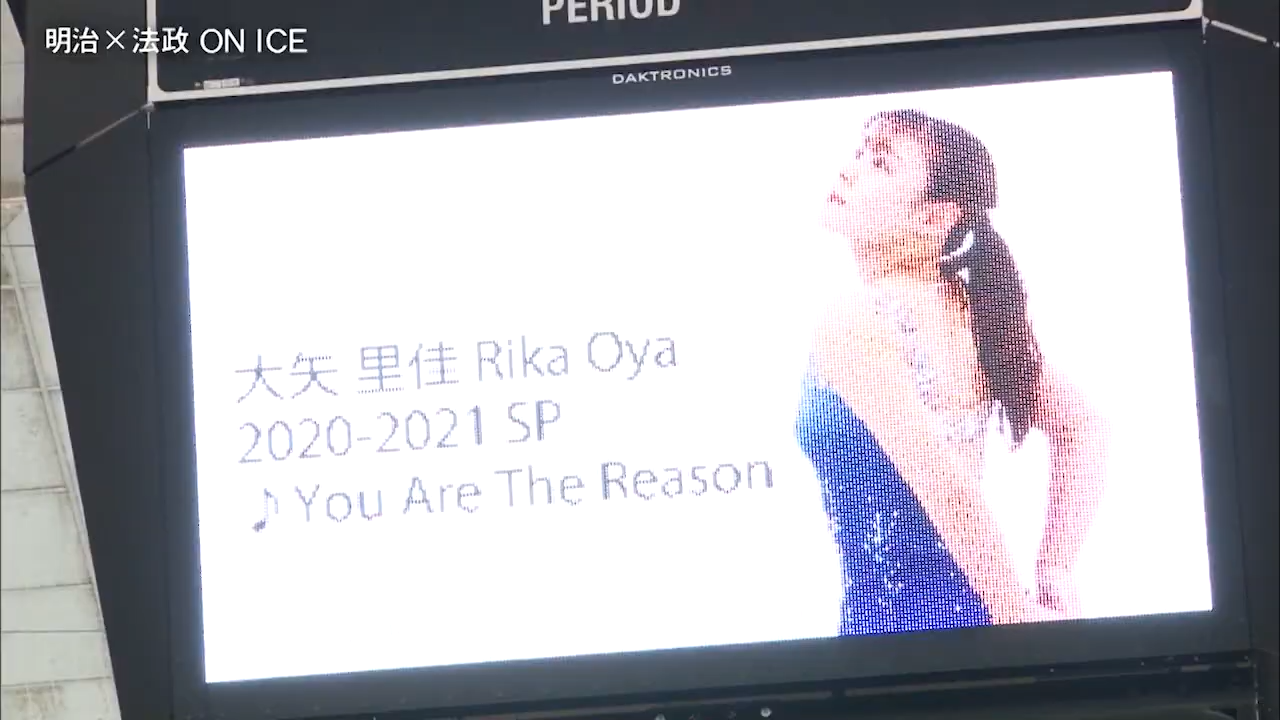 PERIOD
明治×法政 ON ICE
DAKTRONICS
大矢 里佳 Rika Oya
2020-2021 SP
♪You Are The Reason